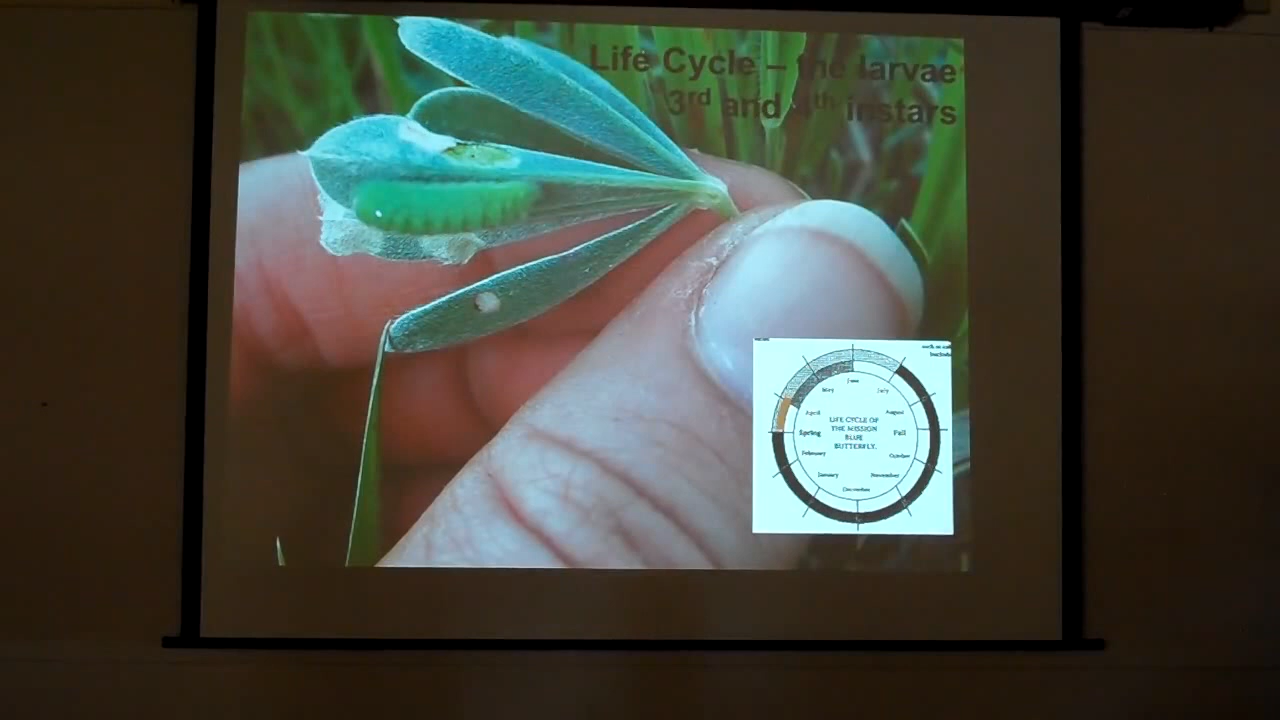 Life Cycle – the larvae
3rd and 4th instars
June
May
July
April
August
LIFE CYCLE OF
THE MISSION
BLUE
BUTTERFLY.
Spring
Fall
February
October
January
November
December